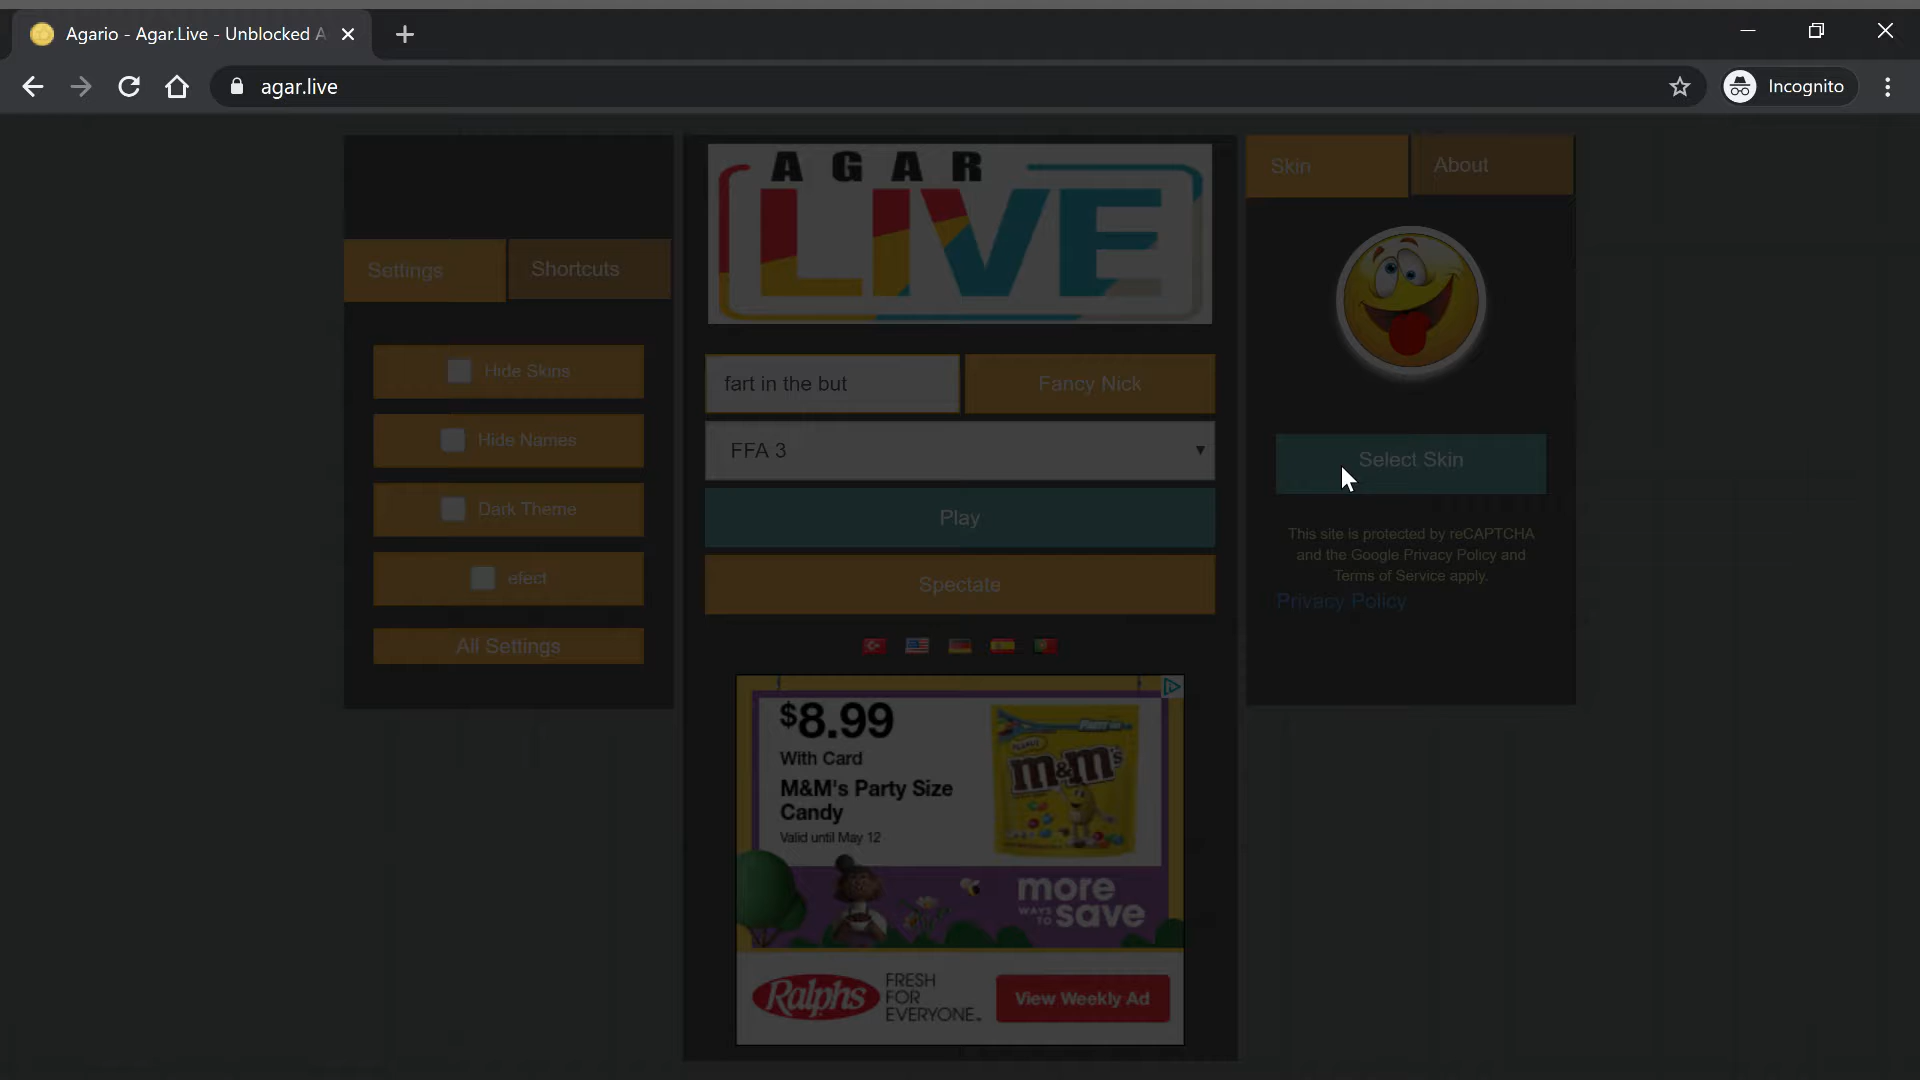 Agario - Agar.Live - Unblocked A
agar.live
Incognito
Settings
Shortcuts
Hide Skins
Hide Names
Dark Theme
efect
All Settings
AGAR
LIVE
fart in the but
Fancy Nick
FFA 3
Play
Spectate
$8.99
With Card
M&M's Party Size
Candy
Valid until May 12
PEANUT
m&m's
more
WAYS TO
save
Ralphs
FRESH
FOR
EVERYONE.
View Weekly Ad
Skin
About
Select Skin
This site is protected by reCAPTCHA
and the Google Privacy Policy and
Terms of Service apply.
Privacy Policy